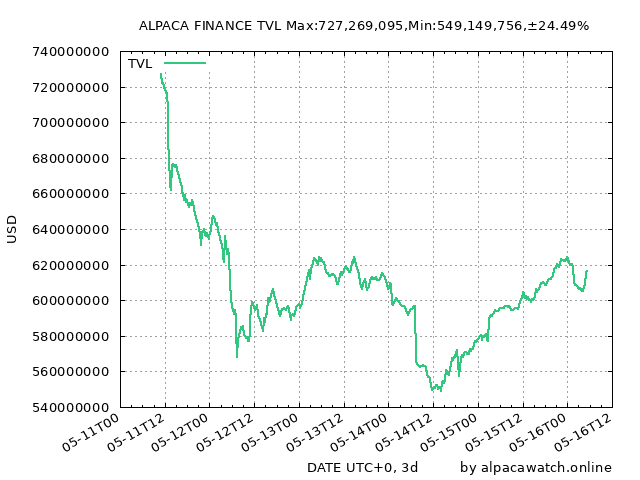 ALPACA FINANCE TVL Max:727,269,095,Min:549,149,756,±24.49%
TVL
740000000
720000000
700000000
680000000
660000000
640000000
620000000
600000000
580000000
560000000
540000000
USD
05-11T00
05-11T12
05-12T00
05-12T12
05-13T00
05-13T12
05-14T00
05-14T12
05-15T00
05-15T12
05-16T00
05-16T12
DATE UTC+0, 3d
by alpacawatch.online